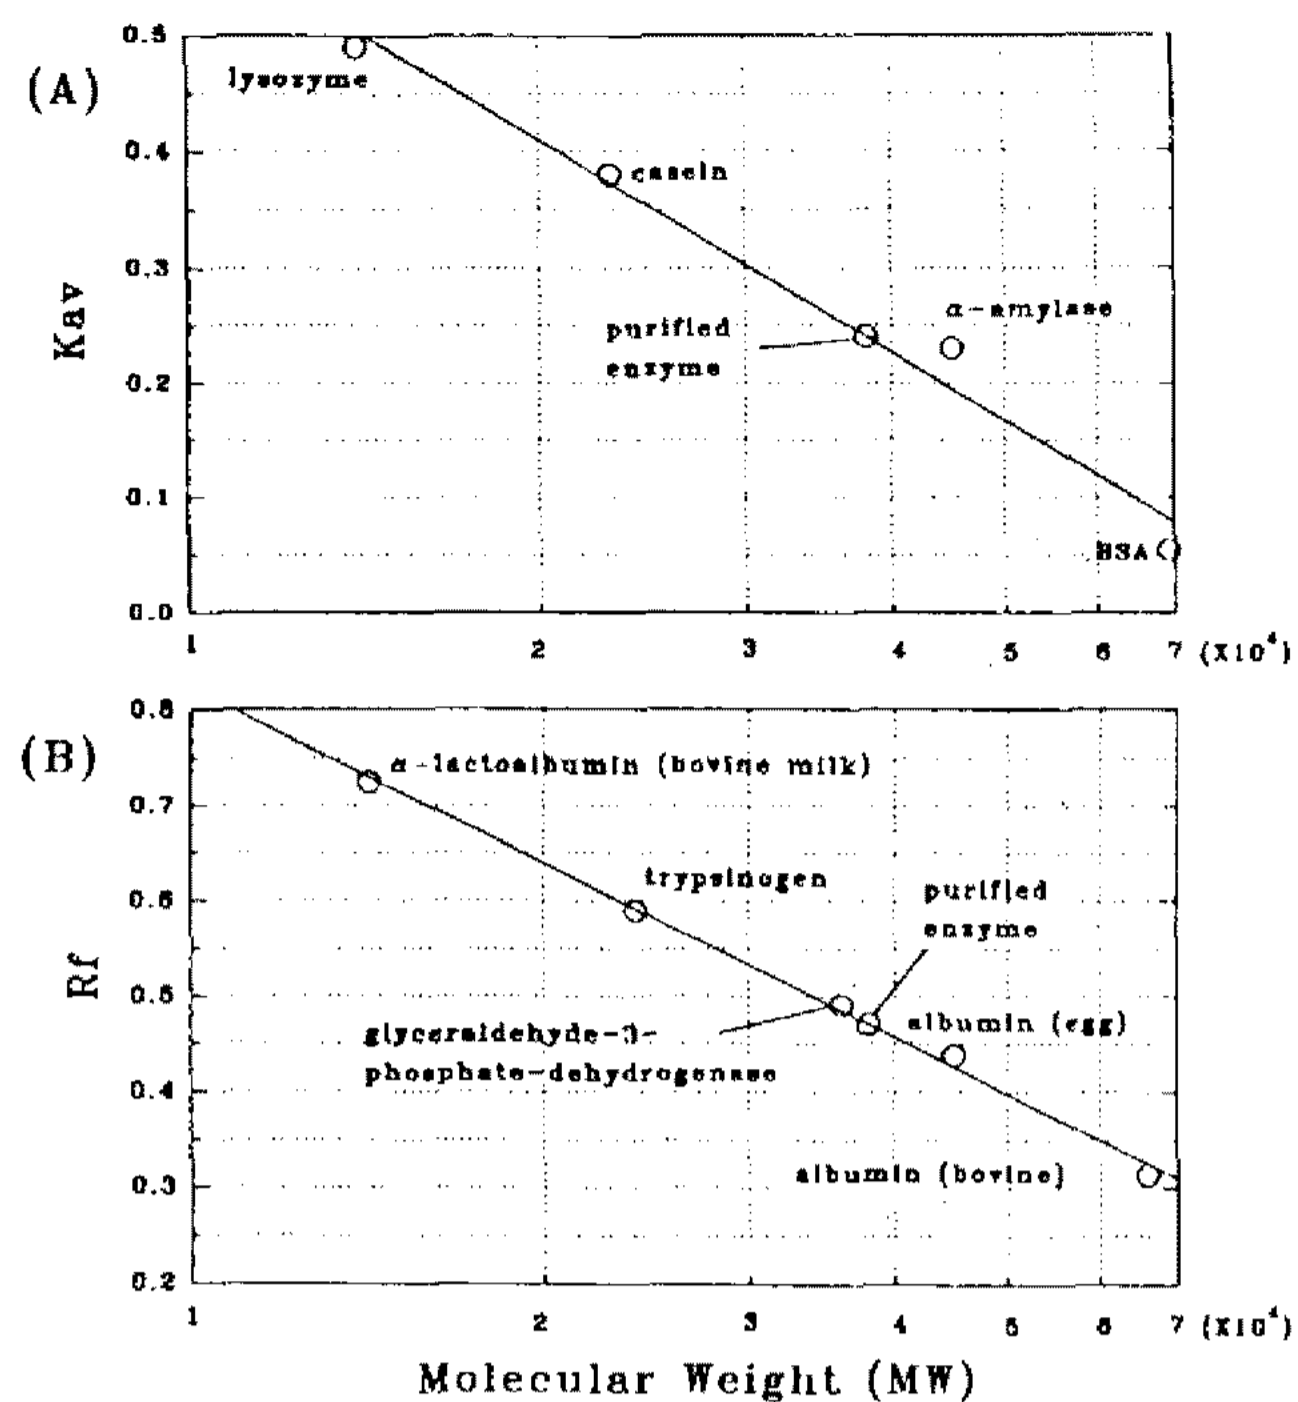 (A)
0.5
0.4
0.3
0.2
0.1
0.0
Kav
lysozyme
casein
α-amylase
purified
enzyme
BSA
1 2 3 4 5 6 7 (X10⁴)
(B)
0.8
0.7
0.6
0.5
0.4
0.3
0.2
Rf
α-lactoalbumin (bovine milk)
trypsinogen
purified
enzyme
albumin (egg)
glyceraldehyde-3-
phosphate-dehydrogenase
albumin (bovine)
1 2 3 4 5 6 7 (X10⁴)
Molecular Weight (MW)